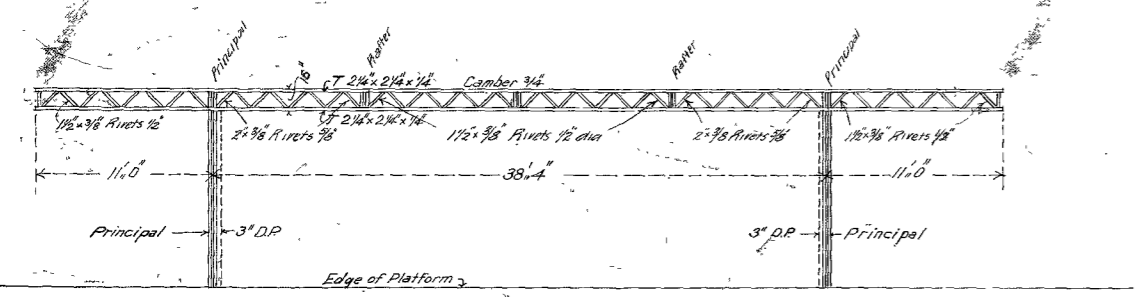 Principal
Rafter
Rafter
Principal
16"
T 2¼" x 2¼" x ¼"
Camber ¾"
T 2¼" x 2¼" x ¼"
1½" x ⅜" Rivets ½"
2" x ⅜" Rivets ⅝"
1½" x ⅜" Rivets ½" dia
2" x ⅜ Rivets ⅝"
1½" x ⅜" Rivets ½"
11'.0"
38'.4"
11'.0"
Principal
3" D.P.
3" D.P.
Principal
Edge of Platform